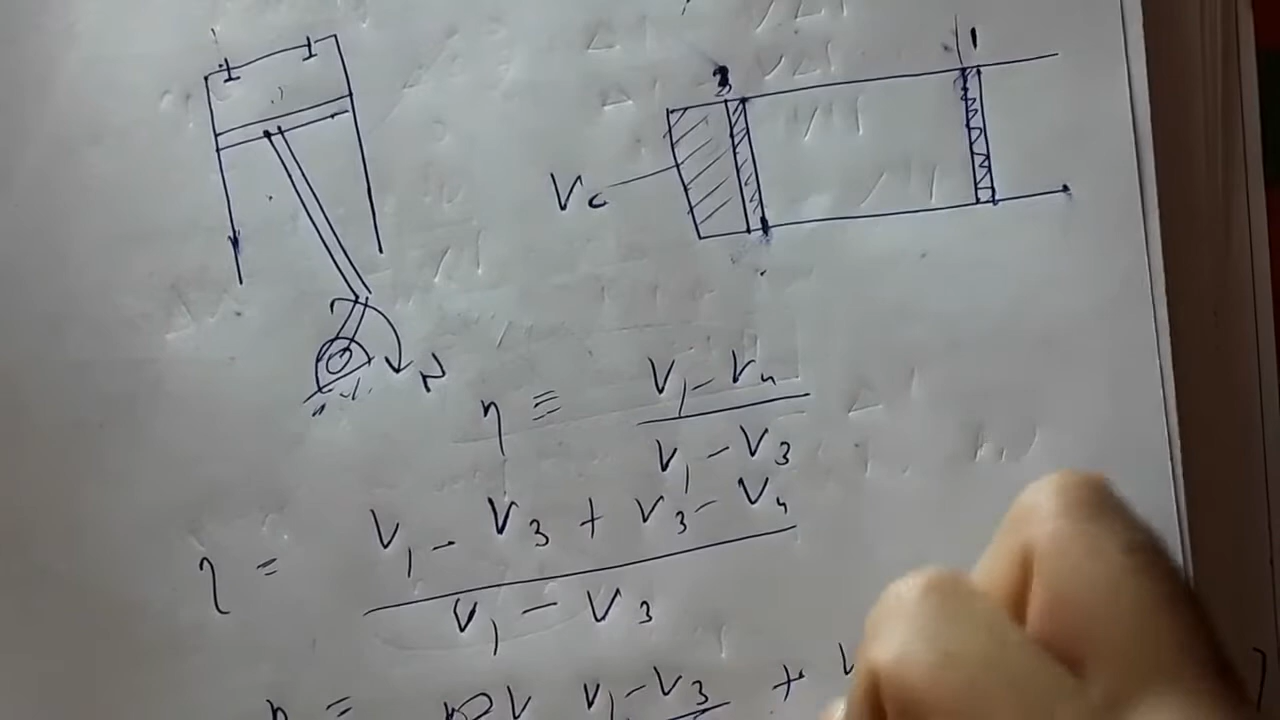 3
1
Vc
N
η ≡ V1 - V4 / V1 - V3
η = V1 - V3 + V3 - V4 / V1 - V3
η = V1 - V3 +